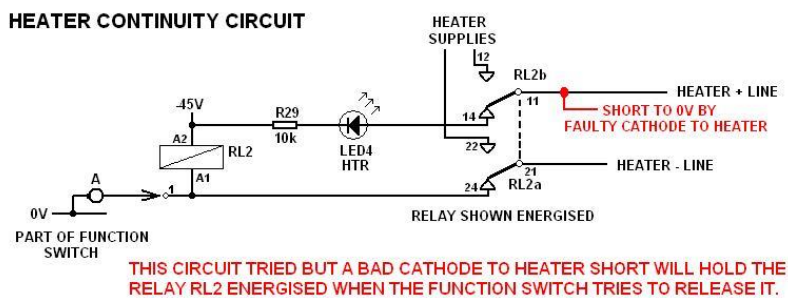 HEATER CONTINUITY CIRCUIT
HEATER
SUPPLIES
12
RL2b
-45V
11
HEATER + LINE
R29
14
SHORT TO 0V BY
FAULTY CATHODE TO HEATER
A2
10k
LED4
HTR
22
RL2
A1
21
HEATER - LINE
A
1
24
RL2a
0V
RELAY SHOWN ENERGISED
PART OF FUNCTION
SWITCH
THIS CIRCUIT TRIED BUT A BAD CATHODE TO HEATER SHORT WILL HOLD THE
RELAY RL2 ENERGISED WHEN THE FUNCTION SWITCH TRIES TO RELEASE IT.